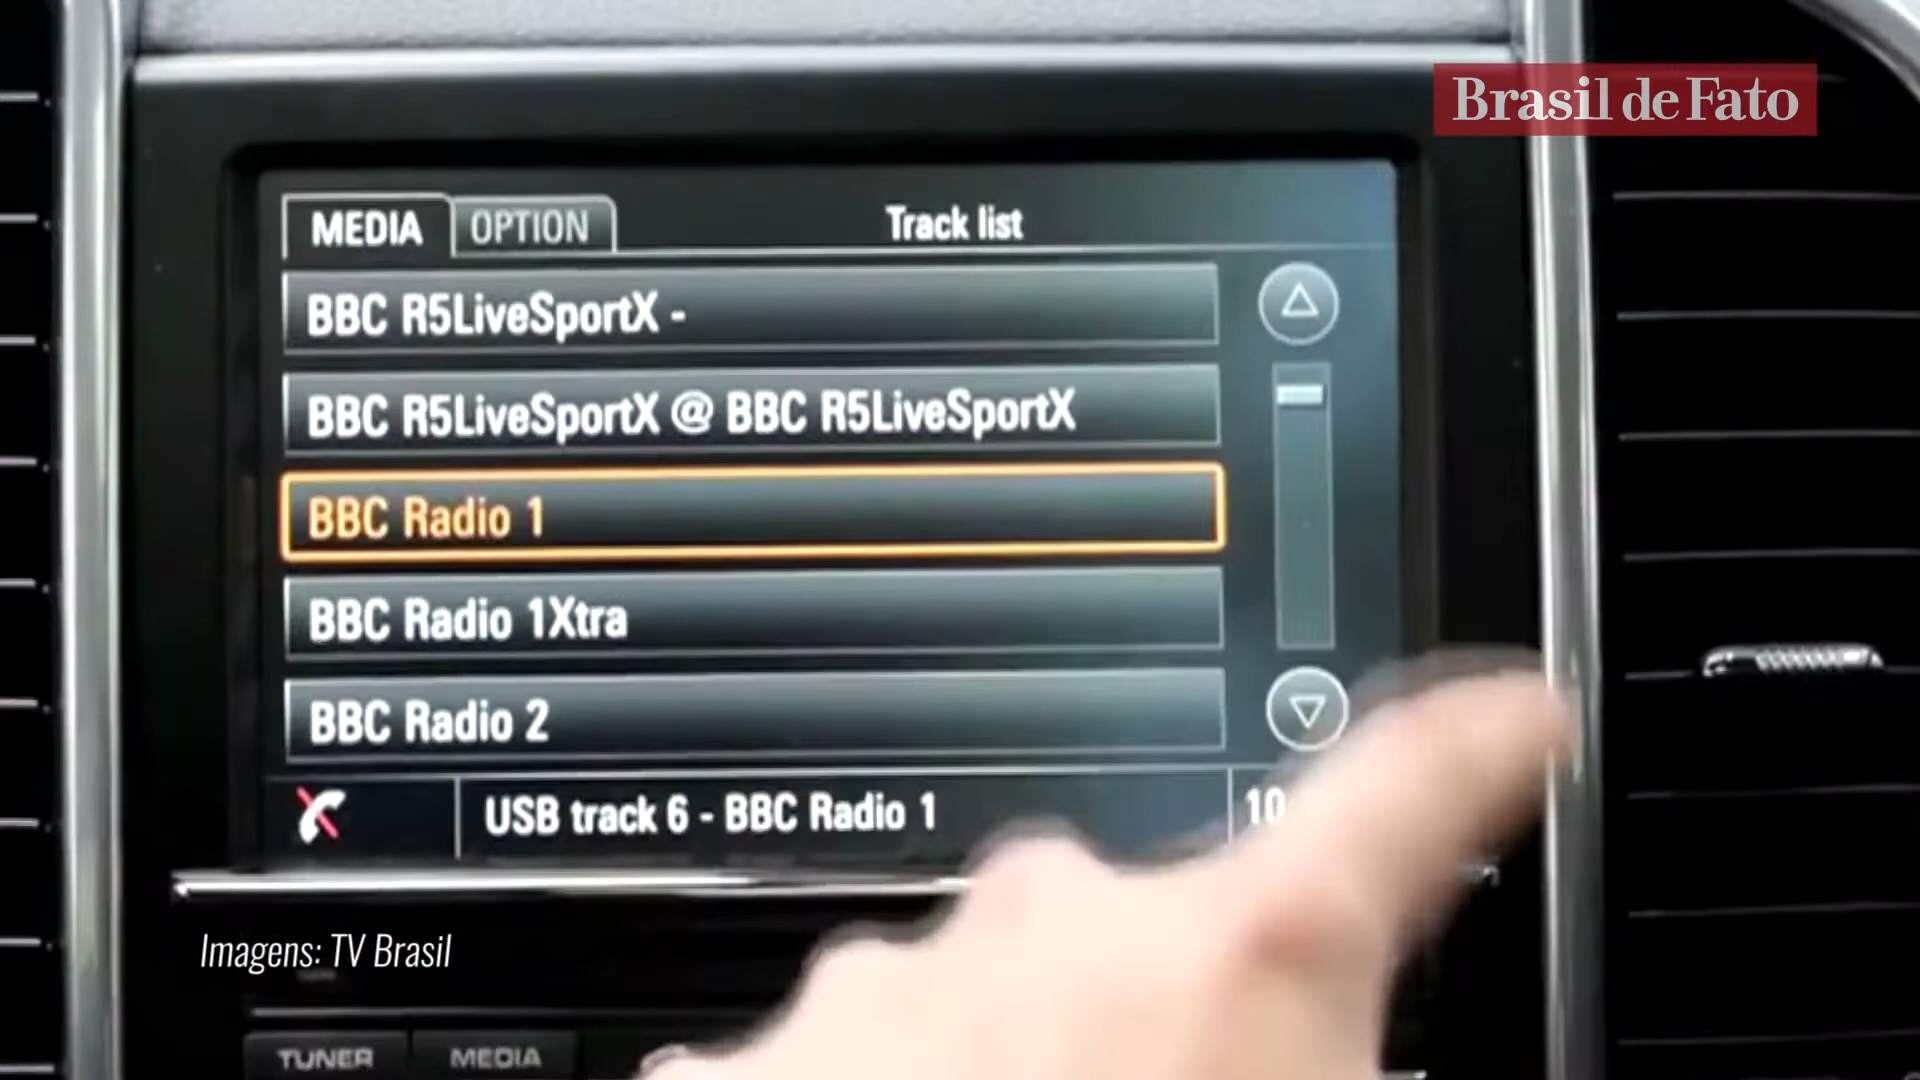 Brasil de Fato
MEDIA
OPTION
Track list
BBC R5LiveSportX -
BBC R5LiveSportX @ BBC R5LiveSportX
BBC Radio 1
BBC Radio 1Xtra
BBC Radio 2
USB track 6 - BBC Radio 1
10
Imagens: TV Brasil
TUNER
MEDIA